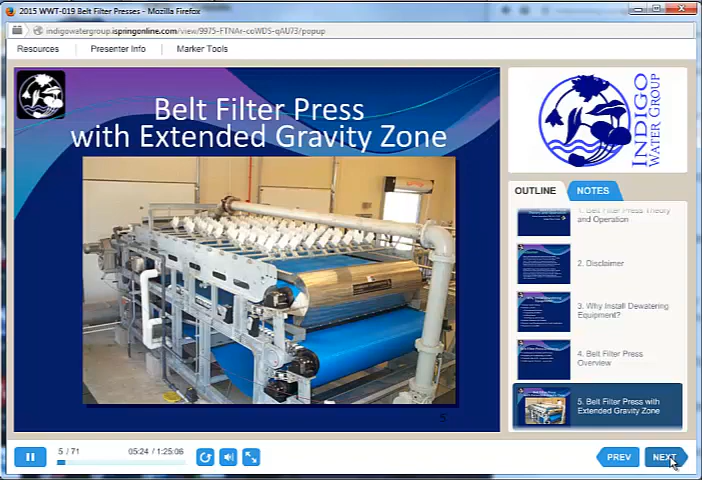 2015 WWT-019 Belt Filter Presses - Mozilla Firefox
indigowatergroup.ispringonline.com/view/9975-FTNAr-coWDS-qAU73/popup
Resources
Presenter Info
Marker Tools
Belt Filter Press
with Extended Gravity Zone
5
INDIGO
WATER GROUP
OUTLINE
NOTES
1. Belt Filter Press Theory
and Operation
2. Disclaimer
3. Why Install Dewatering
Equipment?
4. Belt Filter Press
Overview
5. Belt Filter Press with
Extended Gravity Zone
5 / 71
05:24 / 1:25:06
PREV
NEXT